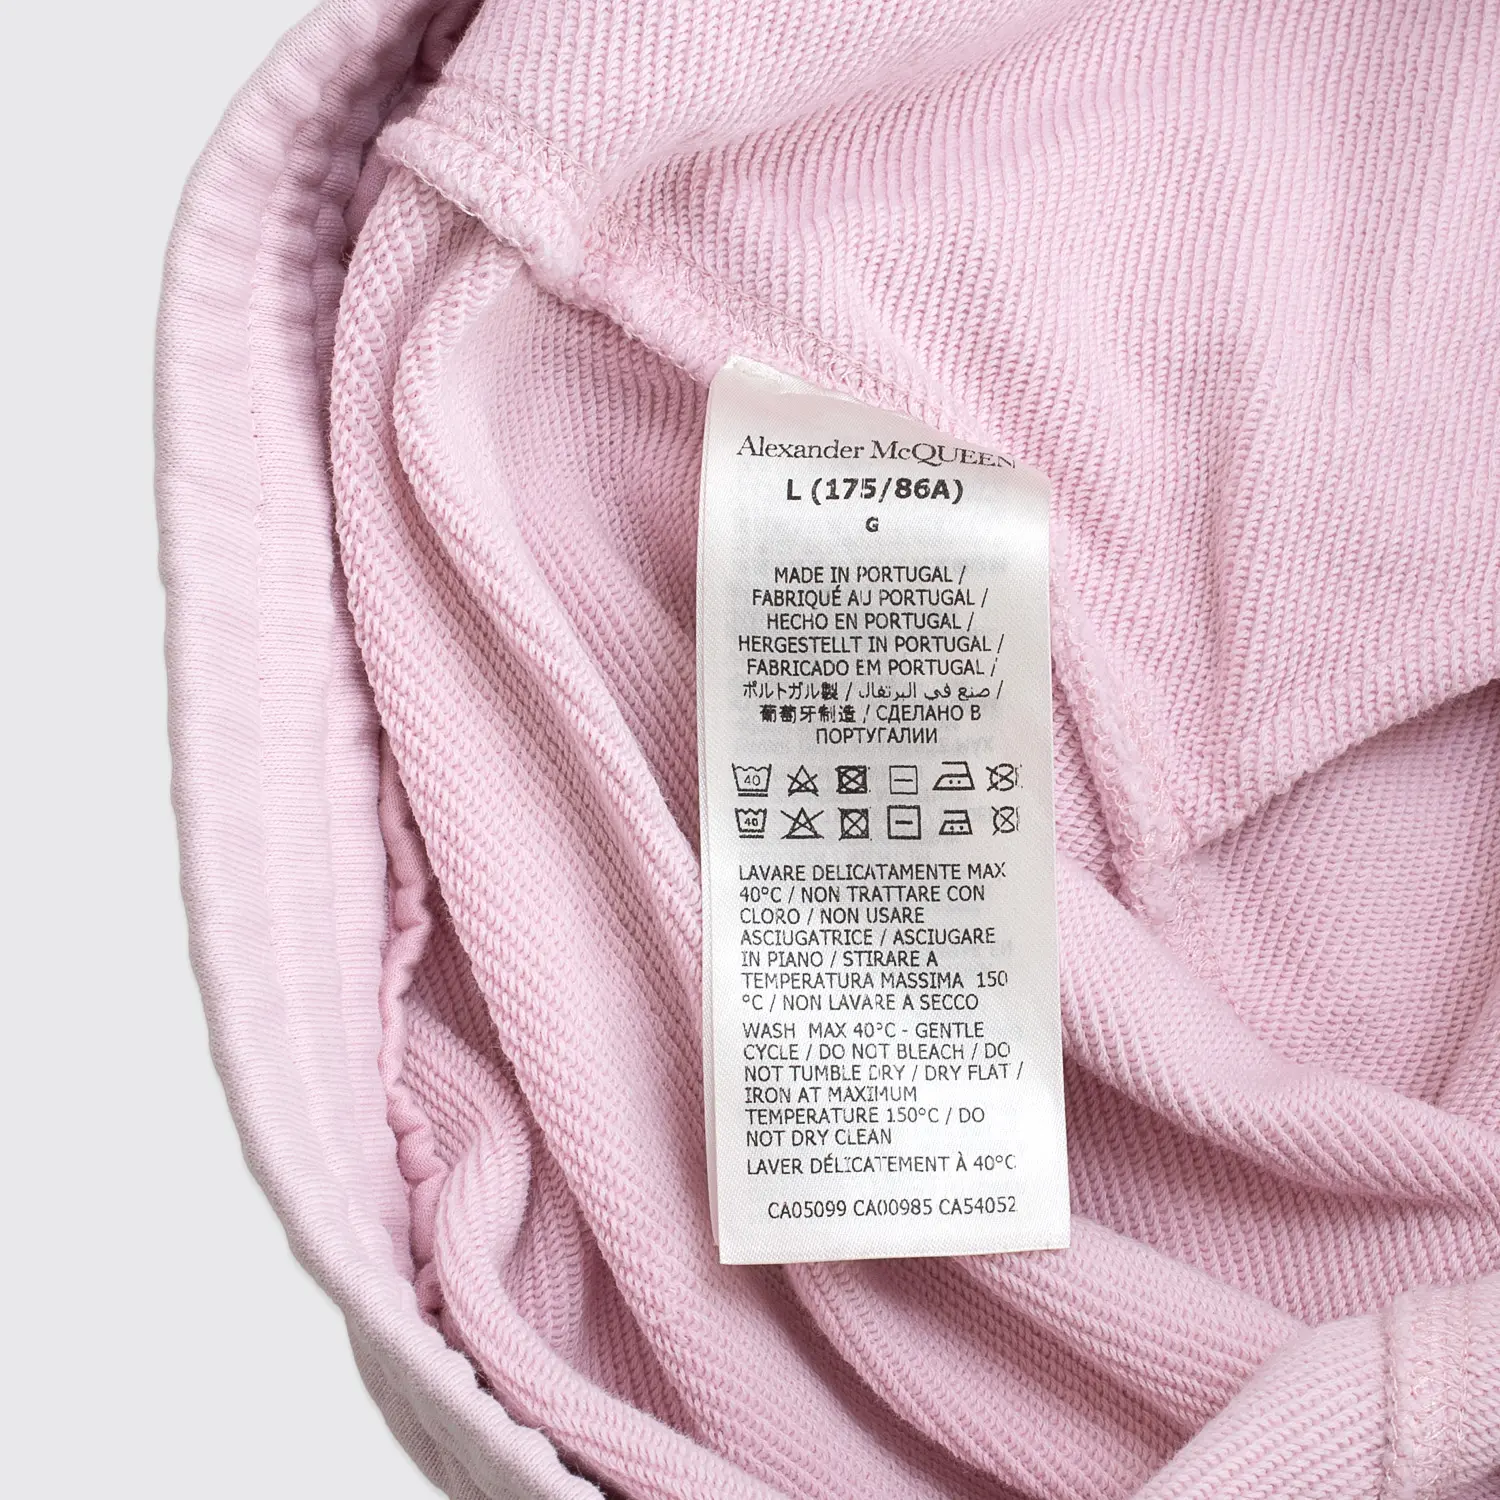 Alexander McQUEEN
L (175/86A)
G
MADE IN PORTUGAL /
FABRIQUÉ AU PORTUGAL /
HECHO EN PORTUGAL /
HERGESTELLT IN PORTUGAL /
FABRICADO EM PORTUGAL /
ポルトガル製 / صنع في البرتغال /
葡萄牙制造 / СДЕЛАНО В
ПОРТУГАЛИИ
40
40
LAVARE DELICATAMENTE MAX
40°C / NON TRATTARE CON
CLORO / NON USARE
ASCIUGATRICE / ASCIUGARE
IN PIANO / STIRARE A
TEMPERATURA MASSIMA 150
°C / NON LAVARE A SECCO
WASH MAX 40°C - GENTLE
CYCLE / DO NOT BLEACH / DO
NOT TUMBLE DRY / DRY FLAT /
IRON AT MAXIMUM
TEMPERATURE 150°C / DO
NOT DRY CLEAN
LAVER DÉLICATEMENT À 40°C
CA05099 CA00985 CA54052